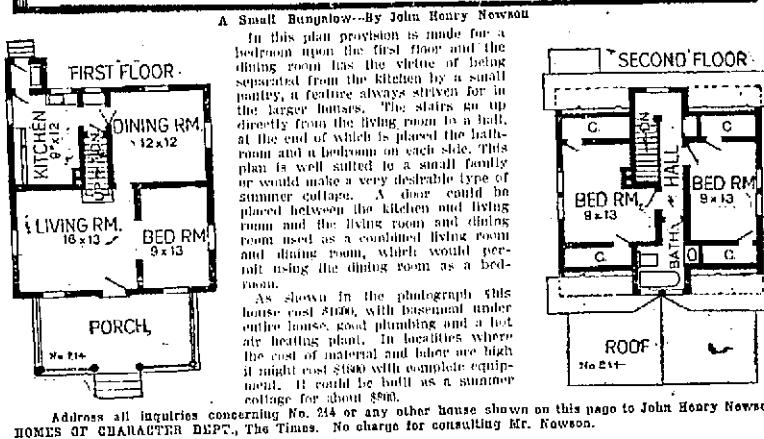 A Small Bungalow--By John Henry Newson
FIRST FLOOR
KITCHEN
9x12
DINING RM.
12x12
UP
DN
LIVING RM.
16x13
BED RM
9x13
PORCH,
No 214
In this plan provision is made for a
bedroom upon the first floor and the
dining room has the virtue of being
separated from the kitchen by a small
pantry, a feature always striven for in
the larger houses. The stairs go up
directly from the living room to a hall,
at the end of which is placed the bath-
room and a bedroom on each side. This
plan is well suited to a small family
or would make a very desirable type of
summer cottage. A door could be
placed between the kitchen and living
room and the living room and dining
room used as a combined living room
and dining room, which would per-
mit using the dining room as a bed-
room.
As shown in the photograph this
house cost with basement under
entire house, good plumbing and a hot
air heating plant. In localities where
the cost of material and labor are high
it might cost with complete equip-
ment. It could be built as a summer
cottage for about $800.
SECOND FLOOR
C.
C.
DN
HALL
BED RM.
9x13
BED RM
9x13
C.
BATH
C.
ROOF
No 214
Address all inquiries concerning No. 214 or any other house shown on this page to John Henry Newso
HOMES OF CHARACTER DEPT., The Times. No charge for consulting Mr. Newson.